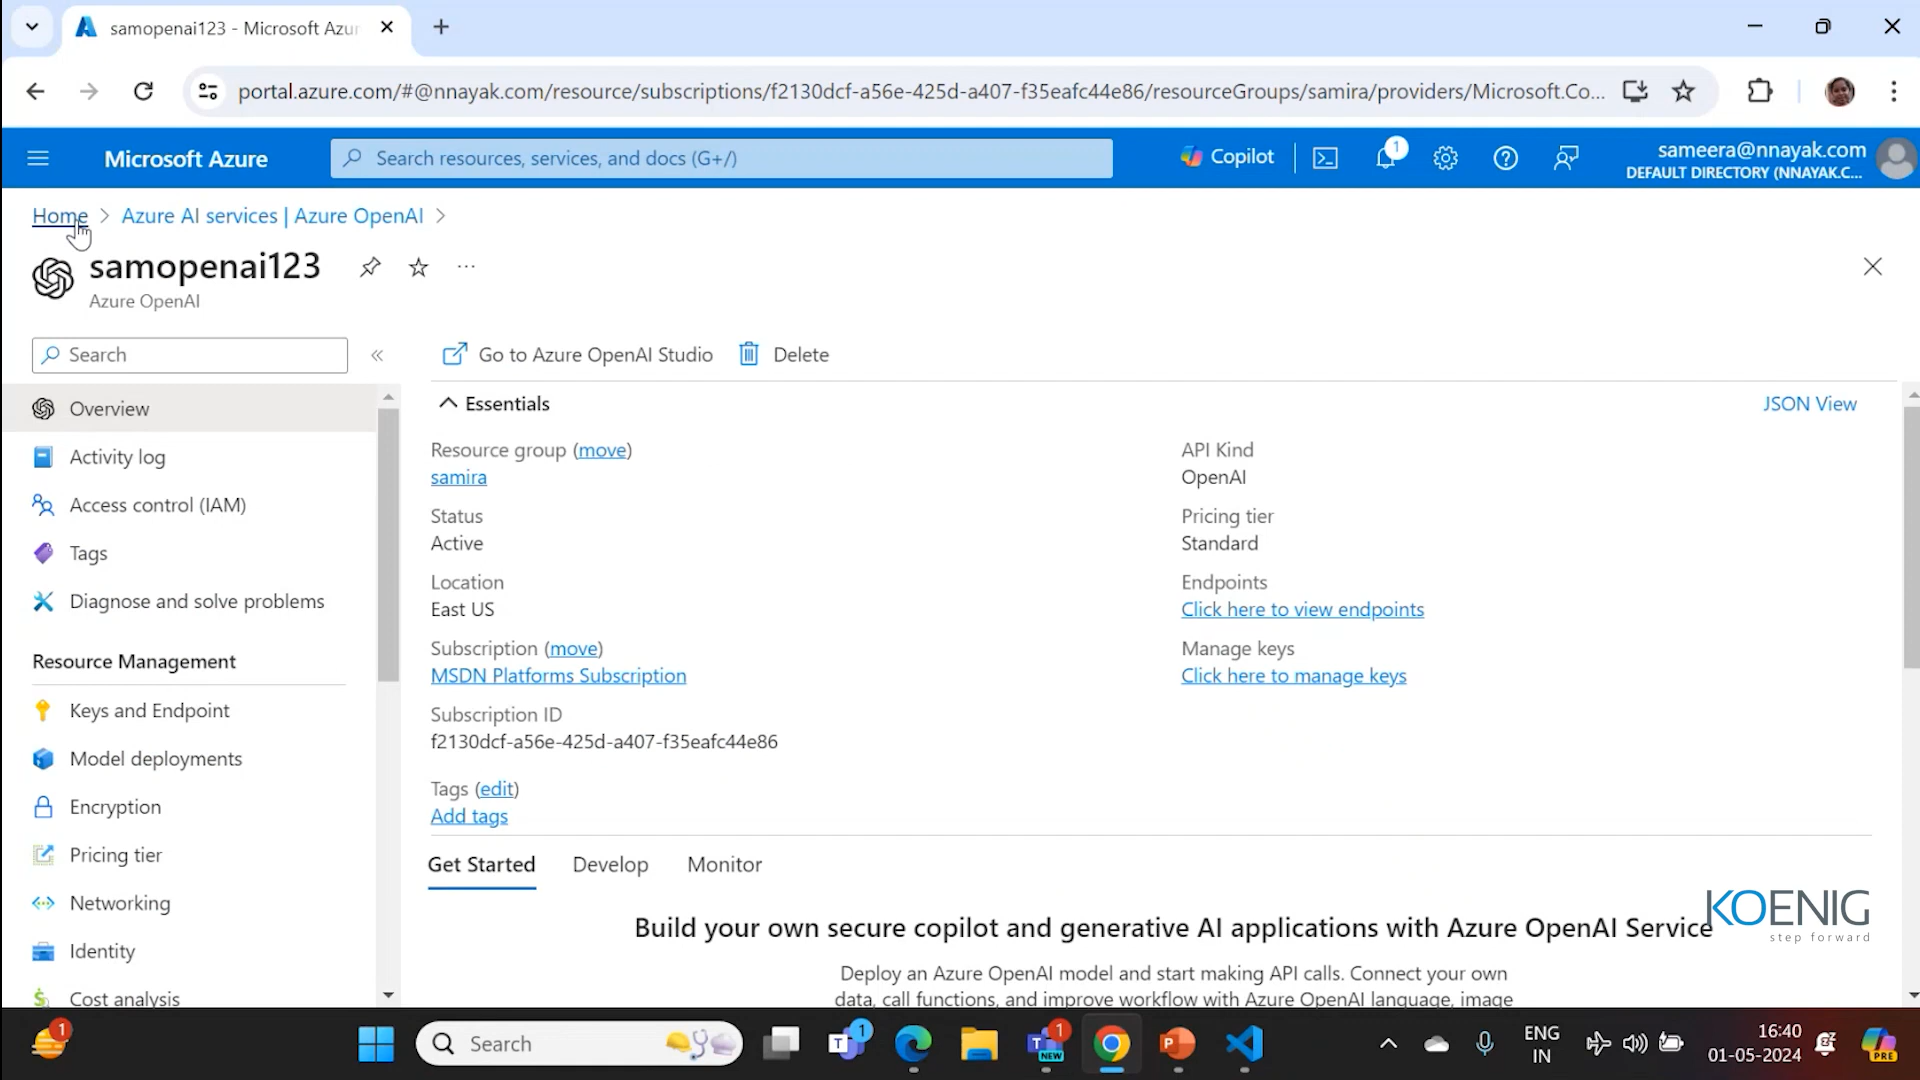 samopenai123 - Microsoft Azur
portal.azure.com/#@nnayak.com/resource/subscriptions/f2130dcf-a56e-425d-a407-f35eafc44e86/resourceGroups/samira/providers/Microsoft.Co...
Microsoft Azure
Search resources, services, and docs (G+/)
Copilot
1
sameera@nnayak.com
DEFAULT DIRECTORY (NNAYAK.C...
Home > Azure AI services | Azure OpenAI >
samopenai123
Azure OpenAI
Search
Overview
Activity log
Access control (IAM)
Tags
Diagnose and solve problems
Resource Management
Keys and Endpoint
Model deployments
Encryption
Pricing tier
Networking
Identity
Cost analysis
Go to Azure OpenAI Studio
Delete
Essentials
JSON View
Resource group (move)
samira
Status
Active
Location
East US
Subscription (move)
MSDN Platforms Subscription
Subscription ID
f2130dcf-a56e-425d-a407-f35eafc44e86
Tags (edit)
Add tags
API Kind
OpenAI
Pricing tier
Standard
Endpoints
Click here to view endpoints
Manage keys
Click here to manage keys
Get Started
Develop
Monitor
Build your own secure copilot and generative AI applications with Azure OpenAI Service
Deploy an Azure OpenAI model and start making API calls. Connect your own
data, call functions, and improve workflow with Azure OpenAI language, image
KOENIG
step forward
1
Search
1
1
NEW
ENG
IN
16:40
01-05-2024
PRE